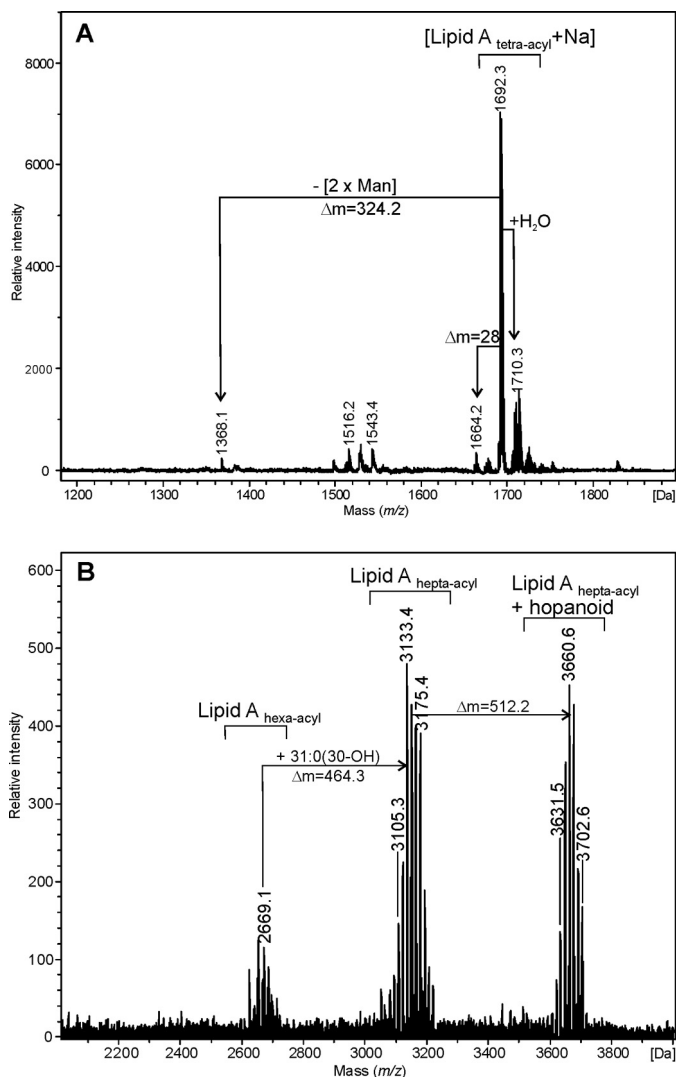 A
[Lipid A tetra-acyl+Na]
8000
6000
4000
2000
0
Relative intensity
1692.3
- [2 x Man]
Δm=324.2
+H2O
Δm=28
1710.3
1664.2
1543.4
1516.2
1368.1
1200 1300 1400 1500 1600 1700 1800 [Da]
Mass (m/z)
B
Lipid A hepta-acyl
Lipid A hepta-acyl
+ hopanoid
600
500
400
300
200
100
0
Relative intensity
3133.4
3660.6
3175.4
Δm=512.2
Lipid A hexa-acyl
+ 31:0(30-OH)
Δm=464.3
3105.3
3631.5
3702.6
2669.1
2200 2400 2600 2800 3000 3200 3400 3600 3800 [Da]
Mass (m/z)